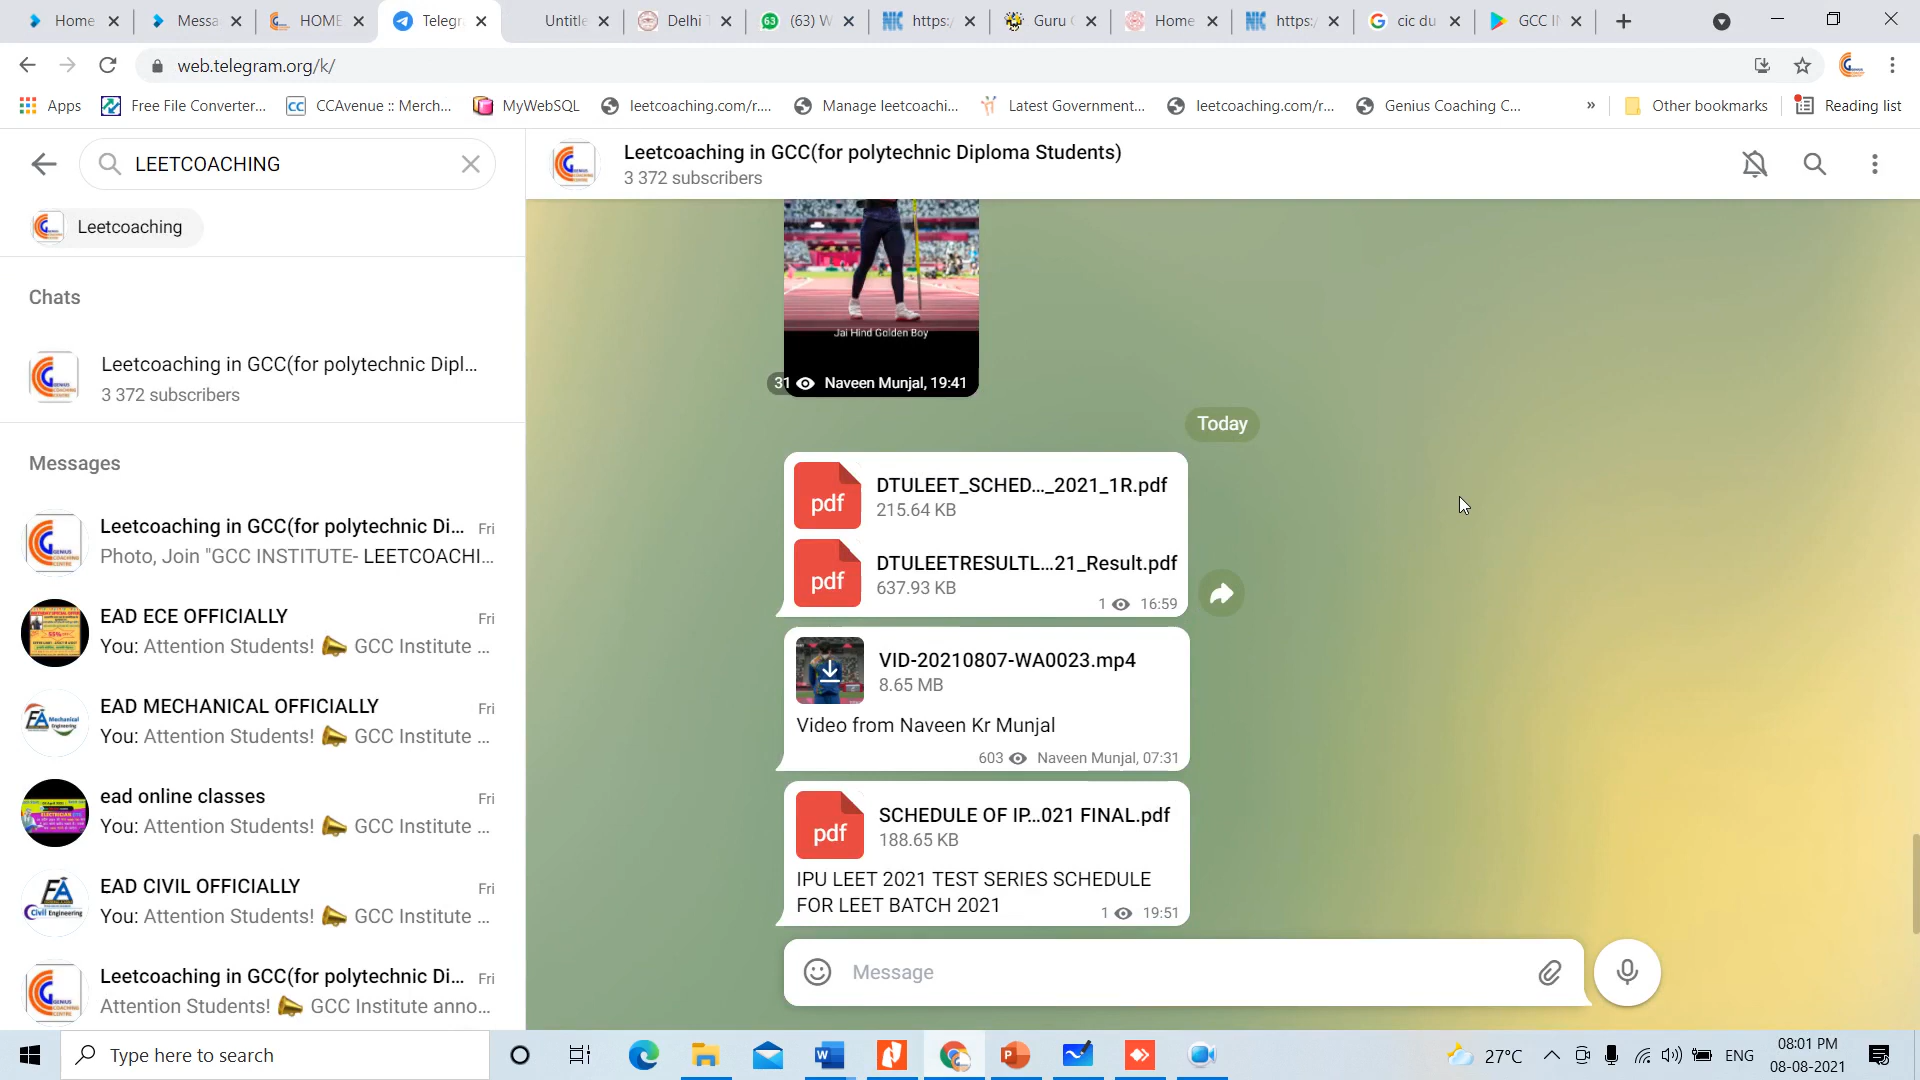 Home
Messa
HOME
Telegr
Untitle
Delhi T
(63) W
https:/
Guru G
Home
https:/
cic du
GCC I
web.telegram.org/k/
Apps
Free File Converter...
CCAvenue :: Merch...
MyWebSQL
leetcoaching.com/r....
Manage leetcoachi...
Latest Government...
leetcoaching.com/r...
Genius Coaching C...
»
Other bookmarks
Reading list
LEETCOACHING
Leetcoaching
Chats
Leetcoaching in GCC(for polytechnic Dipl...
3 372 subscribers
Messages
Leetcoaching in GCC(for polytechnic Di... Fri
Photo, Join "GCC INSTITUTE- LEETCOACHI...
EAD ECE OFFICIALLY Fri
You: Attention Students! 📣 GCC Institute ...
EAD MECHANICAL OFFICIALLY Fri
You: Attention Students! 📣 GCC Institute ...
ead online classes Fri
You: Attention Students! 📣 GCC Institute ...
EAD CIVIL OFFICIALLY Fri
You: Attention Students! 📣 GCC Institute ...
Leetcoaching in GCC(for polytechnic Di... Fri
Attention Students! 📣 GCC Institute anno...
Leetcoaching in GCC(for polytechnic Diploma Students)
3 372 subscribers
Jai Hind Golden Boy
31 Naveen Munjal, 19:41
Today
pdf
DTULEET_SCHED..._2021_1R.pdf
215.64 KB
pdf
DTULEETRESULTL...21_Result.pdf
637.93 KB
1 16:59
VID-20210807-WA0023.mp4
8.65 MB
Video from Naveen Kr Munjal
603 Naveen Munjal, 07:31
pdf
SCHEDULE OF IP...021 FINAL.pdf
188.65 KB
IPU LEET 2021 TEST SERIES SCHEDULE
FOR LEET BATCH 2021
1 19:51
Message
Type here to search
27°C
ENG
08:01 PM
08-08-2021